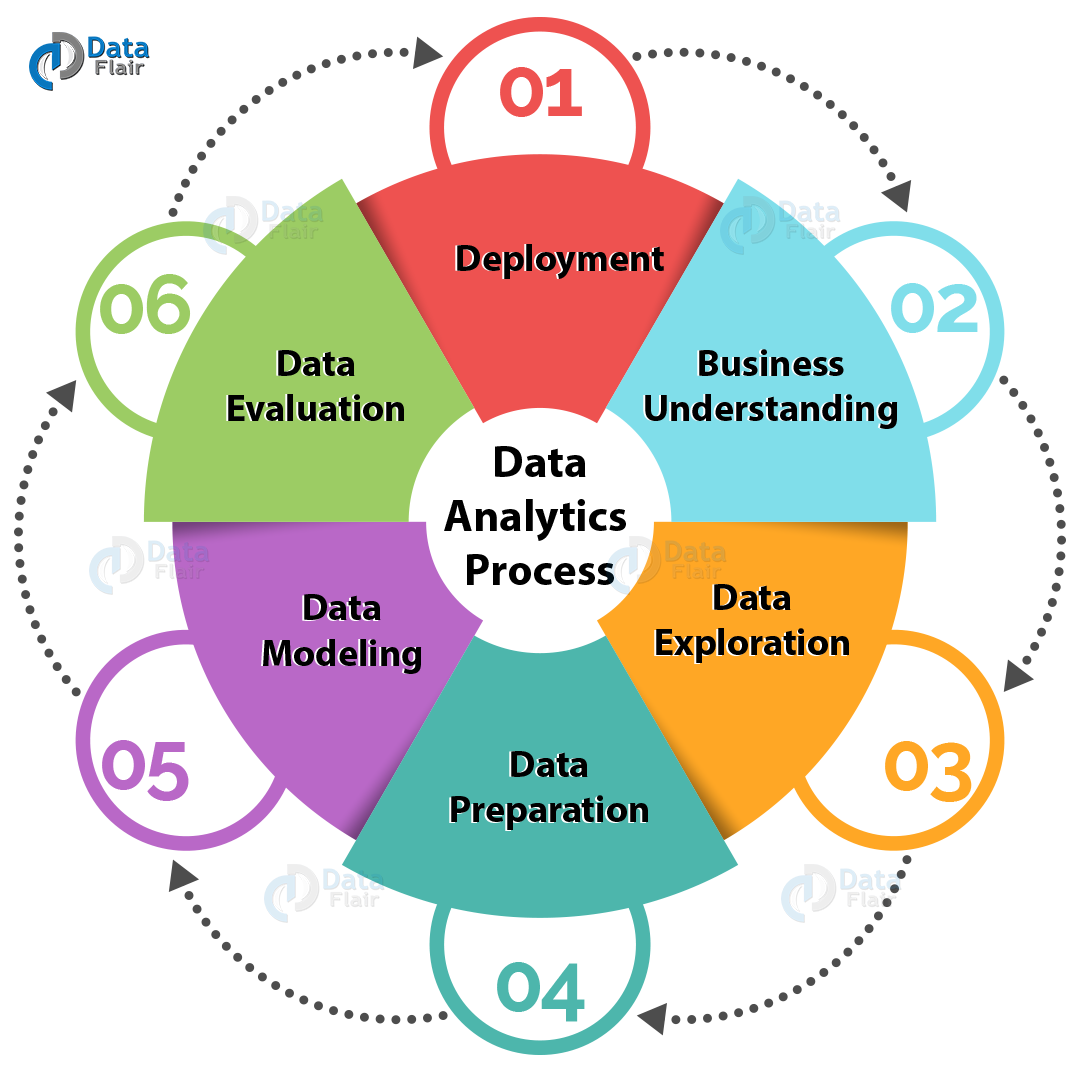 Data
Flair
01
Deployment
02
Business
Understanding
03
Data
Exploration
04
Data
Preparation
05
Data
Modeling
06
Data
Evaluation
Data
Analytics
Process
Data
Flair
Data
Flair
Data
Flair
Data
Flair
Data
Flair
Data
Flair